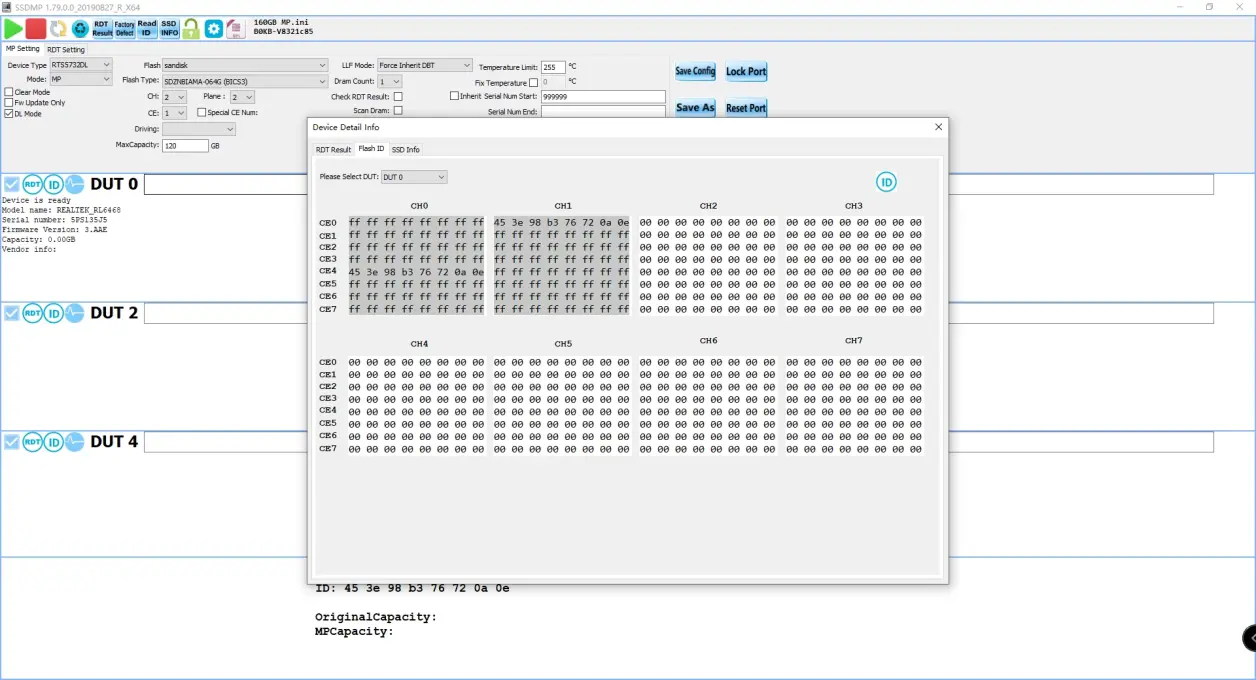 SSDMP 1.79.0.0_20190827_R_X64
RDT Result
Factory Defect
Read ID
SSD INFO
160GB MP.ini
B0KB-V8321c85
MP Setting
RDT Setting
Device Type RTS5732DL
Flash sandisk
LLF Mode: Force Inherit DBT
Temperature Limit: 255 ℃
Save Config
Lock Port
Mode: MP
Flash Type: SDZNBIAMA-064G (BICS3)
Dram Count: 1
Fix Temperature 0 ℃
Clear Mode
CH: 2 Plane : 2
Check RDT Result:
Inherit Serial Num Start: 999999
Fw Update Only
DL Mode
CE: 1 Special CE Num:
Scan Dram:
Serial Num End:
Save As
Reset Port
Driving:
MaxCapacity: 120 GB
RDT ID DUT 0
Device is ready
Model name: REALTEK_RL6468
Serial number: 5PS135J5
Firmware Version: 3.AAE
Capacity: 0.00GB
Vendor info:
RDT ID DUT 2
RDT ID DUT 4
Device Detail Info
RDT Result Flash ID SSD Info
Please Select DUT: DUT 0
ID
CH0 CH1 CH2 CH3
CE0 ff ff ff ff ff ff ff ff 45 3e 98 b3 76 72 0a 0e 00 00 00 00 00 00 00 00 00 00 00 00 00 00 00 00
CE1 ff ff ff ff ff ff ff ff ff ff ff ff ff ff ff ff 00 00 00 00 00 00 00 00 00 00 00 00 00 00 00 00
CE2 ff ff ff ff ff ff ff ff ff ff ff ff ff ff ff ff 00 00 00 00 00 00 00 00 00 00 00 00 00 00 00 00
CE3 ff ff ff ff ff ff ff ff ff ff ff ff ff ff ff ff 00 00 00 00 00 00 00 00 00 00 00 00 00 00 00 00
CE4 45 3e 98 b3 76 72 0a 0e ff ff ff ff ff ff ff ff 00 00 00 00 00 00 00 00 00 00 00 00 00 00 00 00
CE5 ff ff ff ff ff ff ff ff ff ff ff ff ff ff ff ff 00 00 00 00 00 00 00 00 00 00 00 00 00 00 00 00
CE6 ff ff ff ff ff ff ff ff ff ff ff ff ff ff ff ff 00 00 00 00 00 00 00 00 00 00 00 00 00 00 00 00
CE7 ff ff ff ff ff ff ff ff ff ff ff ff ff ff ff ff 00 00 00 00 00 00 00 00 00 00 00 00 00 00 00 00
CH4 CH5 CH6 CH7
CE0 00 00 00 00 00 00 00 00 00 00 00 00 00 00 00 00 00 00 00 00 00 00 00 00 00 00 00 00 00 00 00 00
CE1 00 00 00 00 00 00 00 00 00 00 00 00 00 00 00 00 00 00 00 00 00 00 00 00 00 00 00 00 00 00 00 00
CE2 00 00 00 00 00 00 00 00 00 00 00 00 00 00 00 00 00 00 00 00 00 00 00 00 00 00 00 00 00 00 00 00
CE3 00 00 00 00 00 00 00 00 00 00 00 00 00 00 00 00 00 00 00 00 00 00 00 00 00 00 00 00 00 00 00 00
CE4 00 00 00 00 00 00 00 00 00 00 00 00 00 00 00 00 00 00 00 00 00 00 00 00 00 00 00 00 00 00 00 00
CE5 00 00 00 00 00 00 00 00 00 00 00 00 00 00 00 00 00 00 00 00 00 00 00 00 00 00 00 00 00 00 00 00
CE6 00 00 00 00 00 00 00 00 00 00 00 00 00 00 00 00 00 00 00 00 00 00 00 00 00 00 00 00 00 00 00 00
CE7 00 00 00 00 00 00 00 00 00 00 00 00 00 00 00 00 00 00 00 00 00 00 00 00 00 00 00 00 00 00 00 00
ID: 45 3e 98 b3 76 72 0a 0e
OriginalCapacity:
MPCapacity: